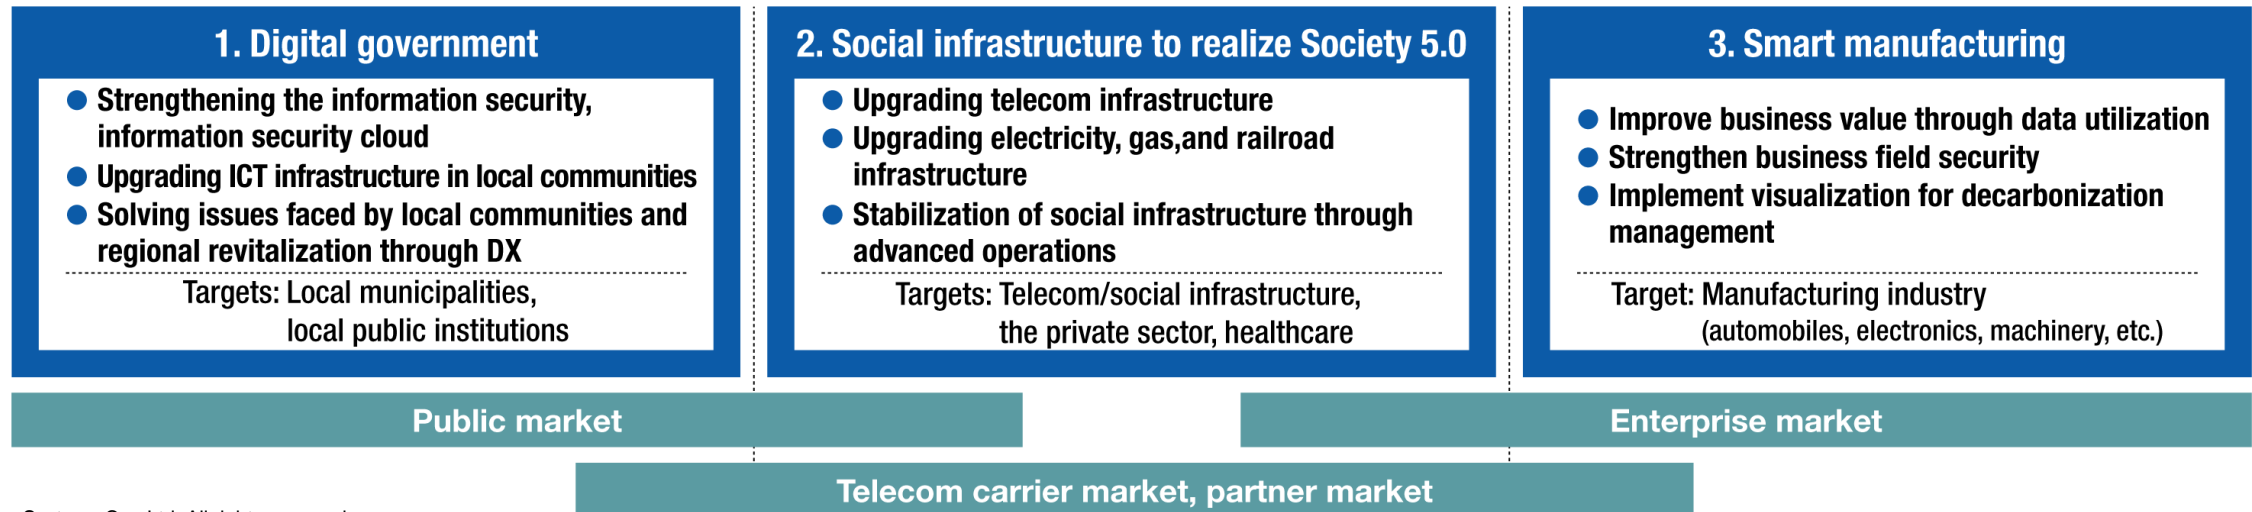 1. Digital government
Strengthening the information security,
information security cloud
Upgrading ICT infrastructure in local communities
Solving issues faced by local communities and
regional revitalization through DX
Targets: Local municipalities,
local public institutions
2. Social infrastructure to realize Society 5.0
Upgrading telecom infrastructure
Upgrading electricity, gas,and railroad
infrastructure
Stabilization of social infrastructure through
advanced operations
Targets: Telecom/social infrastructure,
the private sector, healthcare
3. Smart manufacturing
Improve business value through data utilization
Strengthen business field security
Implement visualization for decarbonization
management
Target: Manufacturing industry
(automobiles, electronics, machinery, etc.)
Public market
Enterprise market
Telecom carrier market, partner market